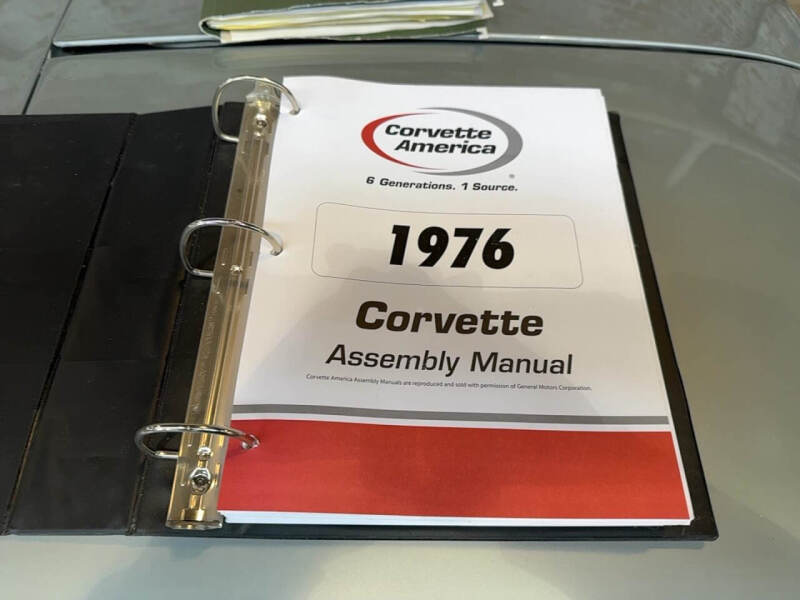 Corvette
America
®
6 Generations. 1 Source.
1976
Corvette
Assembly Manual
Corvette America Assembly Manuals are reproduced and sold with permission of General Motors Corporation.